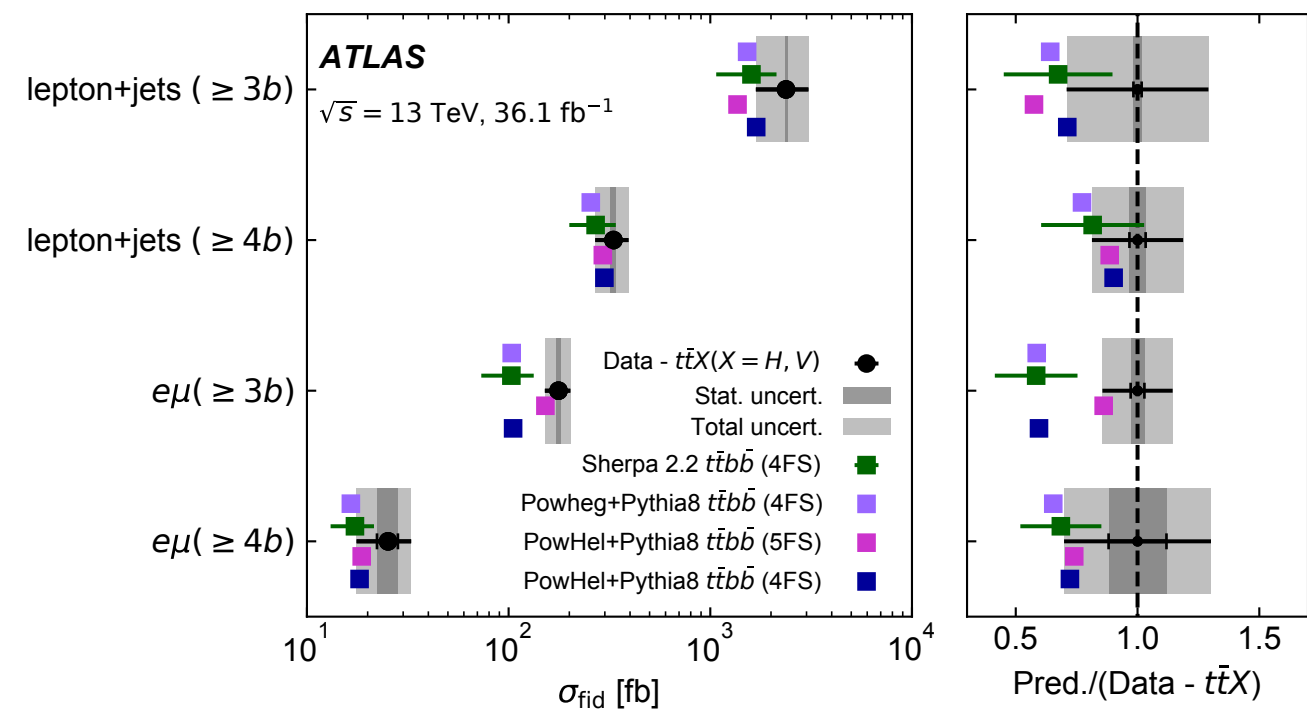 ATLAS
√s = 13 TeV, 36.1 fb⁻¹
lepton+jets ( ≥ 3b)
lepton+jets ( ≥ 4b)
eμ( ≥ 3b)
eμ( ≥ 4b)
Data - tt̄X(X = H, V)
Stat. uncert.
Total uncert.
Sherpa 2.2 tt̄bb̄ (4FS)
Powheg+Pythia8 tt̄bb̄ (4FS)
PowHel+Pythia8 tt̄bb̄ (5FS)
PowHel+Pythia8 tt̄bb̄ (4FS)
10¹ 10² 10³ 10⁴
σfid [fb]
0.5 1.0 1.5
Pred./(Data - tt̄X)